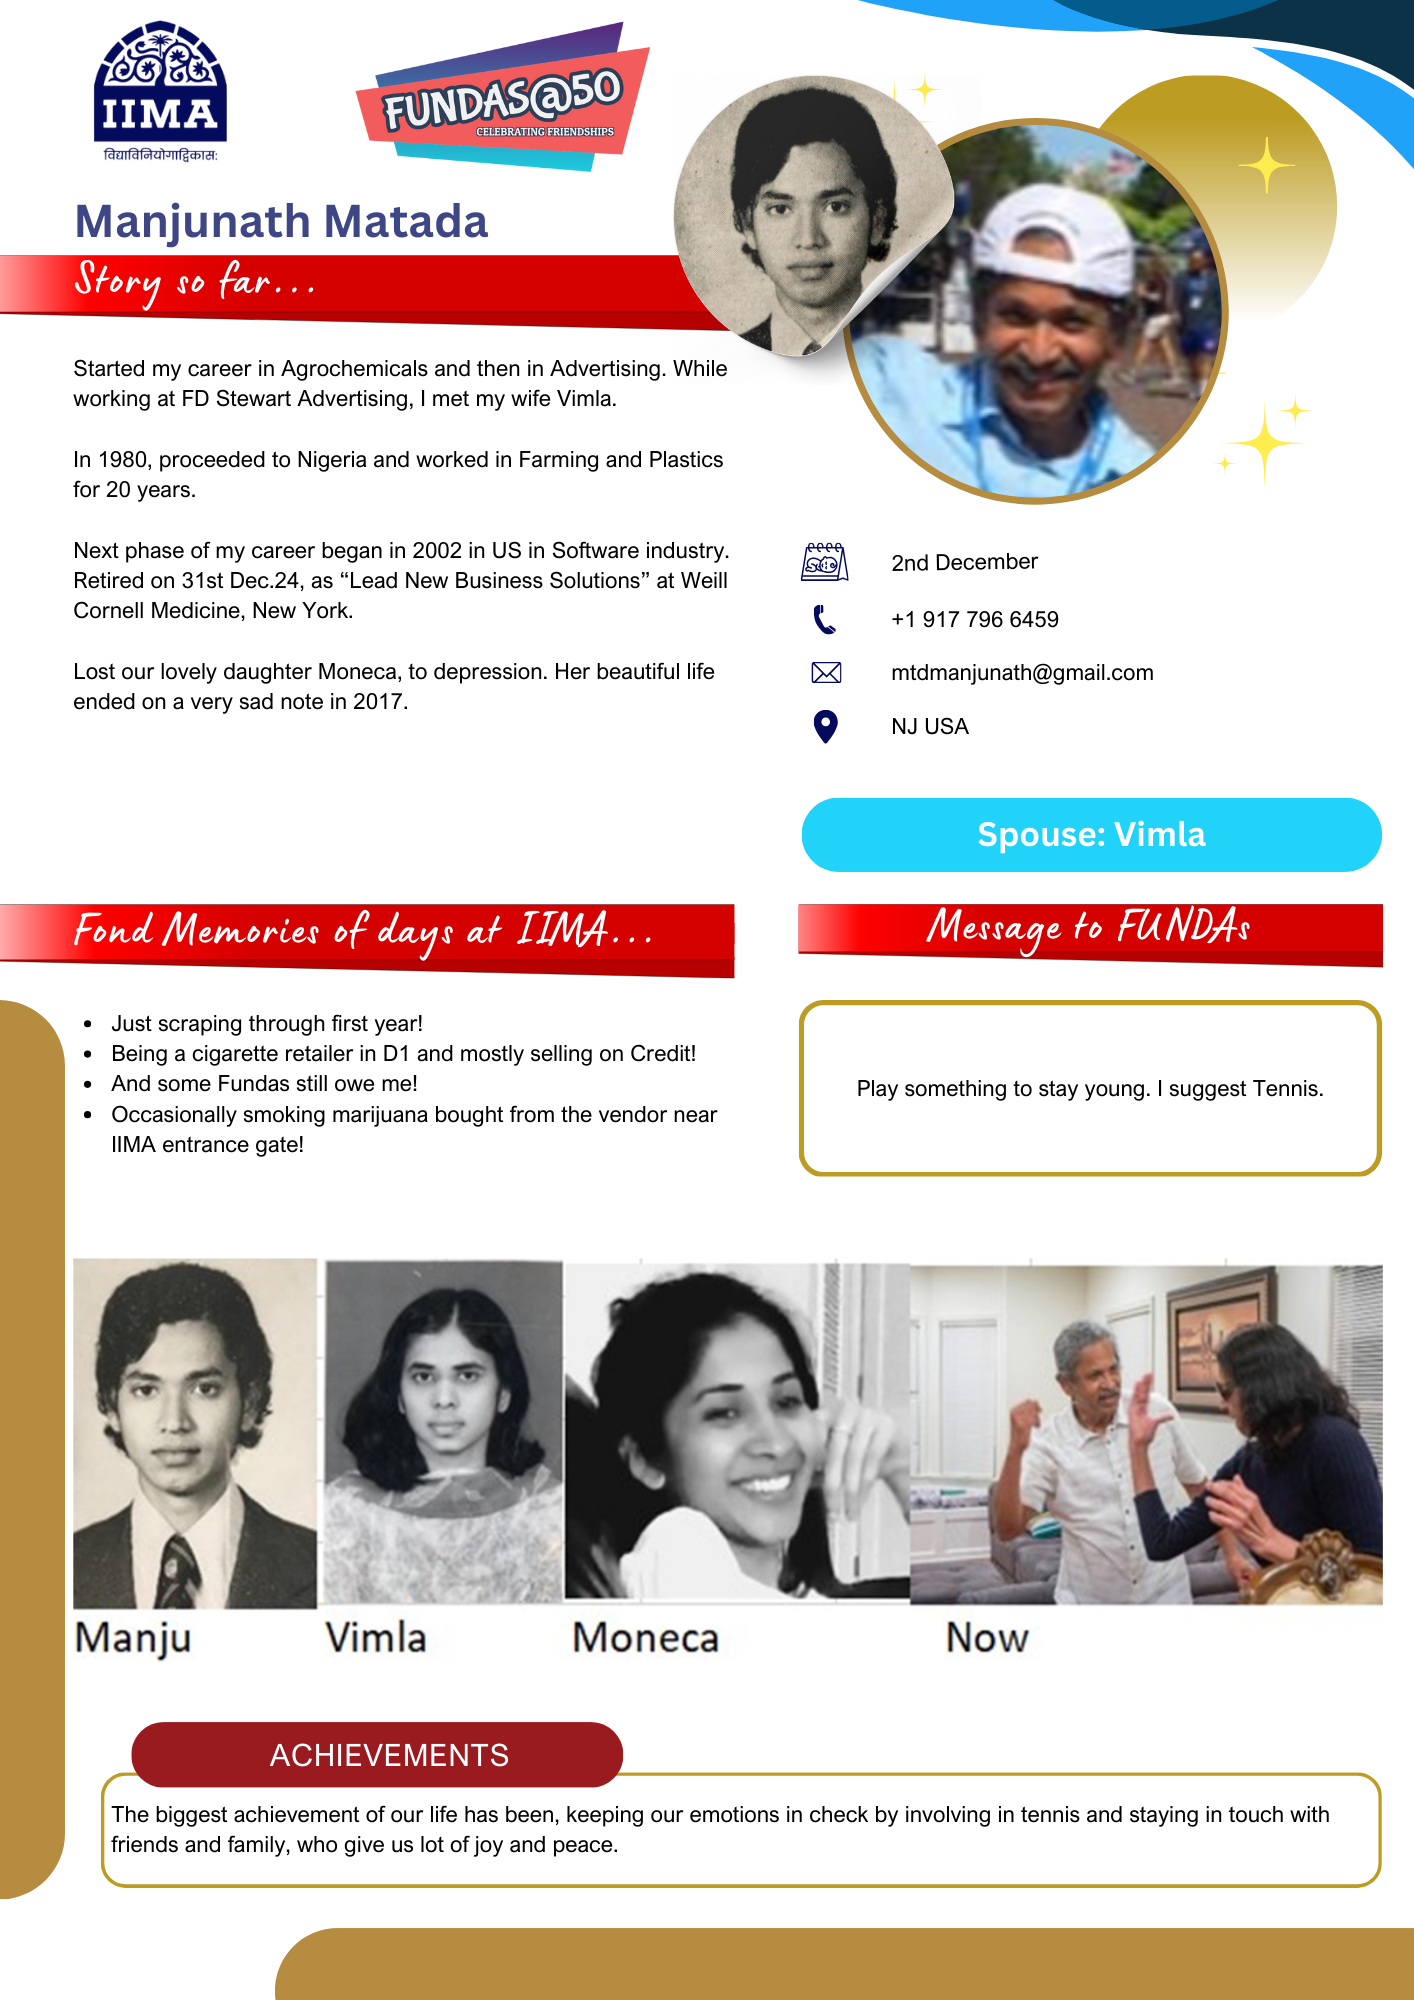 IIMA
विद्याविनियोगाद्विकास:
FUNDAS@50
CELEBRATING FRIENDSHIPS
Manjunath Matada
Story so far...
Started my career in Agrochemicals and then in Advertising. While
working at FD Stewart Advertising, I met my wife Vimla.
In 1980, proceeded to Nigeria and worked in Farming and Plastics
for 20 years.
Next phase of my career began in 2002 in US in Software industry.
Retired on 31st Dec.24, as “Lead New Business Solutions” at Weill
Cornell Medicine, New York.
Lost our lovely daughter Moneca, to depression. Her beautiful life
ended on a very sad note in 2017.
2nd December
+1 917 796 6459
mtdmanjunath@gmail.com
NJ USA
Spouse: Vimla
Fond Memories of days at IIMA...
• Just scraping through first year!
• Being a cigarette retailer in D1 and mostly selling on Credit!
• And some Fundas still owe me!
• Occasionally smoking marijuana bought from the vendor near
IIMA entrance gate!
Message to FUNDAs
Play something to stay young. I suggest Tennis.
Manju
Vimla
Moneca
Now
ACHIEVEMENTS
The biggest achievement of our life has been, keeping our emotions in check by involving in tennis and staying in touch with
friends and family, who give us lot of joy and peace.